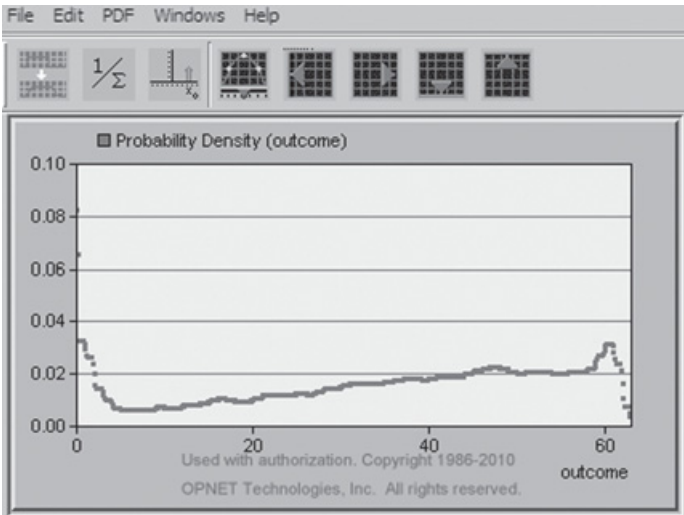 File Edit PDF Windows Help
1/Σ
X₀
Probability Density (outcome)
0.10
0.08
0.06
0.04
0.02
0.00
0 20 40 60
Used with authorization. Copyright 1986-2010
outcome
OPNET Technologies, Inc. All rights reserved.